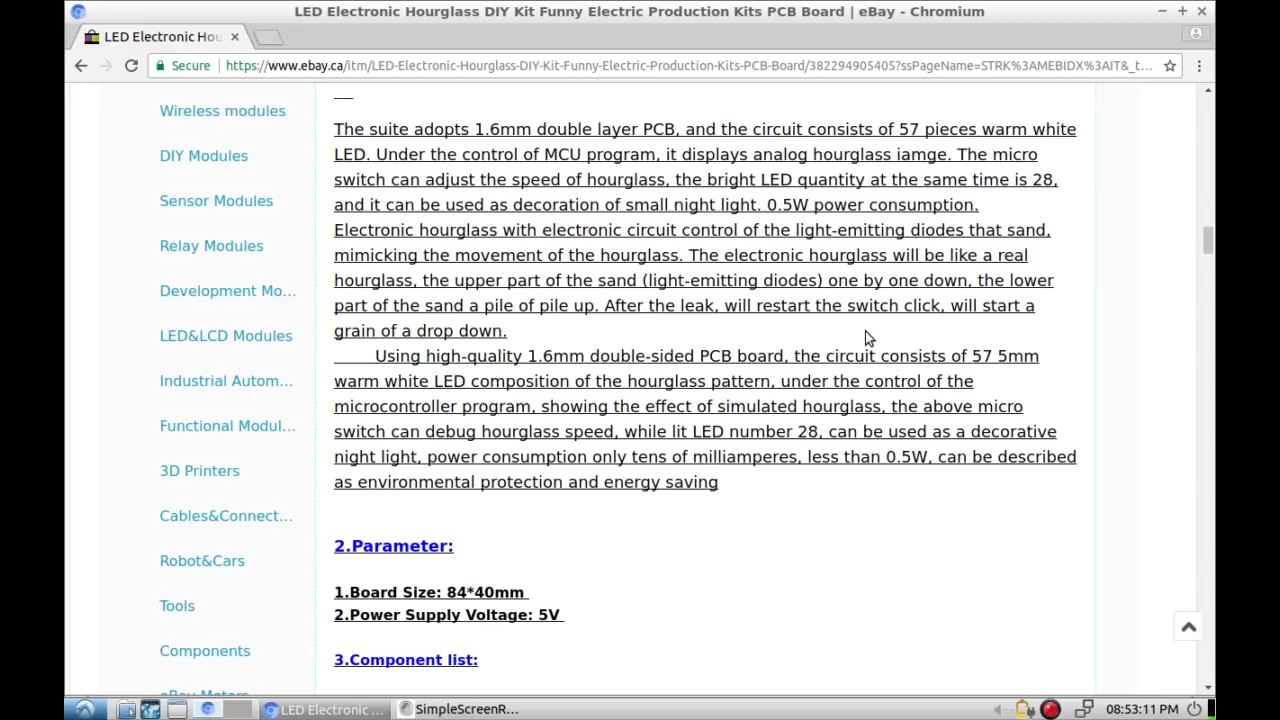 LED Electronic Hourglass DIY Kit Funny Electric Production Kits PCB Board | eBay - Chromium
LED Electronic Hou
Secure
https://www.ebay.ca/itm/LED-Electronic-Hourglass-DIY-Kit-Funny-Electric-Production-Kits-PCB-Board/382294905405?ssPageName=STRK%3AMEBIDX%3AIT&_t...
Wireless modules
DIY Modules
Sensor Modules
Relay Modules
Development Mo...
LED&LCD Modules
Industrial Autom...
Functional Modul...
3D Printers
Cables&Connect...
Robot&Cars
Tools
Components
eBay Motors
The suite adopts 1.6mm double layer PCB, and the circuit consists of 57 pieces warm white
LED. Under the control of MCU program, it displays analog hourglass iamge. The micro
switch can adjust the speed of hourglass, the bright LED quantity at the same time is 28,
and it can be used as decoration of small night light. 0.5W power consumption.
Electronic hourglass with electronic circuit control of the light-emitting diodes that sand,
mimicking the movement of the hourglass. The electronic hourglass will be like a real
hourglass, the upper part of the sand (light-emitting diodes) one by one down, the lower
part of the sand a pile of pile up. After the leak, will restart the switch click, will start a
grain of a drop down.
Using high-quality 1.6mm double-sided PCB board, the circuit consists of 57 5mm
warm white LED composition of the hourglass pattern, under the control of the
microcontroller program, showing the effect of simulated hourglass, the above micro
switch can debug hourglass speed, while lit LED number 28, can be used as a decorative
night light, power consumption only tens of milliamperes, less than 0.5W, can be described
as environmental protection and energy saving
2.Parameter:
1.Board Size: 84*40mm
2.Power Supply Voltage: 5V
3.Component list:
LED Electronic ...
SimpleScreenR...
08:53:11 PM